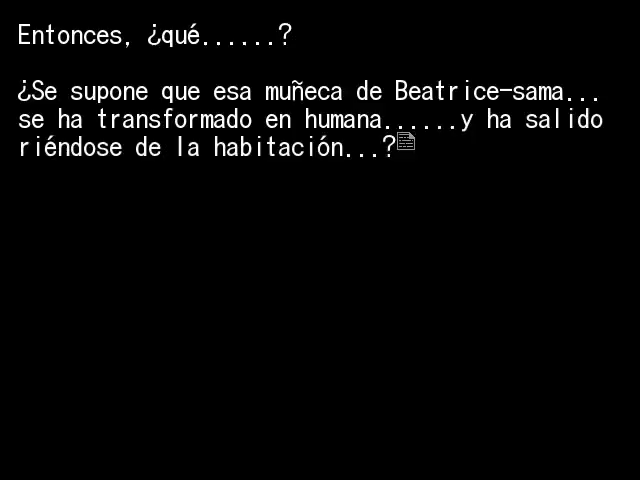 Entonces, ¿qué......?
¿Se supone que esa muñeca de Beatrice-sama...
se ha transformado en humana......y ha salido
riéndose de la habitación...?